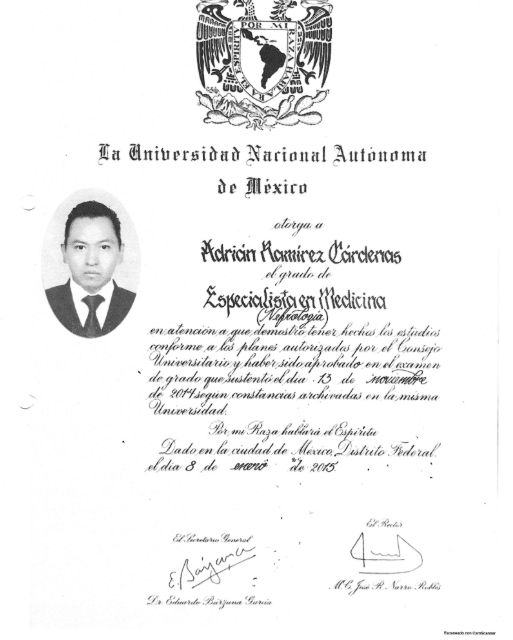 POR MI RAZA HABLARA EL ESPIRITU
La Universidad Nacional Autónoma
de México
otorga a
Adrián Ramírez Cárdenas
el grado de
Especialista en Medicina
(Nefrología)
en atención a que demostró tener hechos los estudios
conforme a los planes autorizados por el Consejo
Universitario y haber sido aprobado en el examen
de grado que sustentó el día 13 de noviembre
de 2014 según constancias archivadas en la misma
Universidad.
Por mi Raza hablará el Espíritu
Dado en la ciudad de México, Distrito Federal,
el día 8 de enero de 2015.
El Secretario General
El Rector
E. Barzana
Dr. Eduardo Bárzana García
M.C. José R. Narro Robles
Escaneado con CamScanner